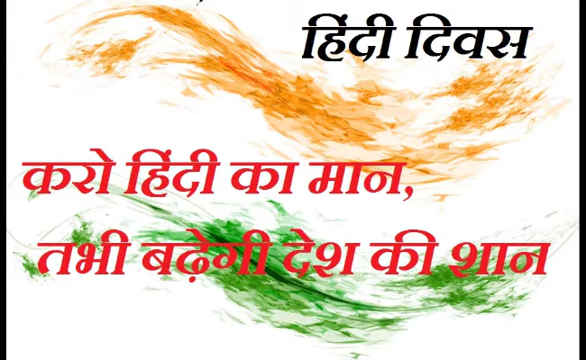 हिंदी दिवस
करो हिंदी का मान,
तभी बढ़ेगी देश की शान